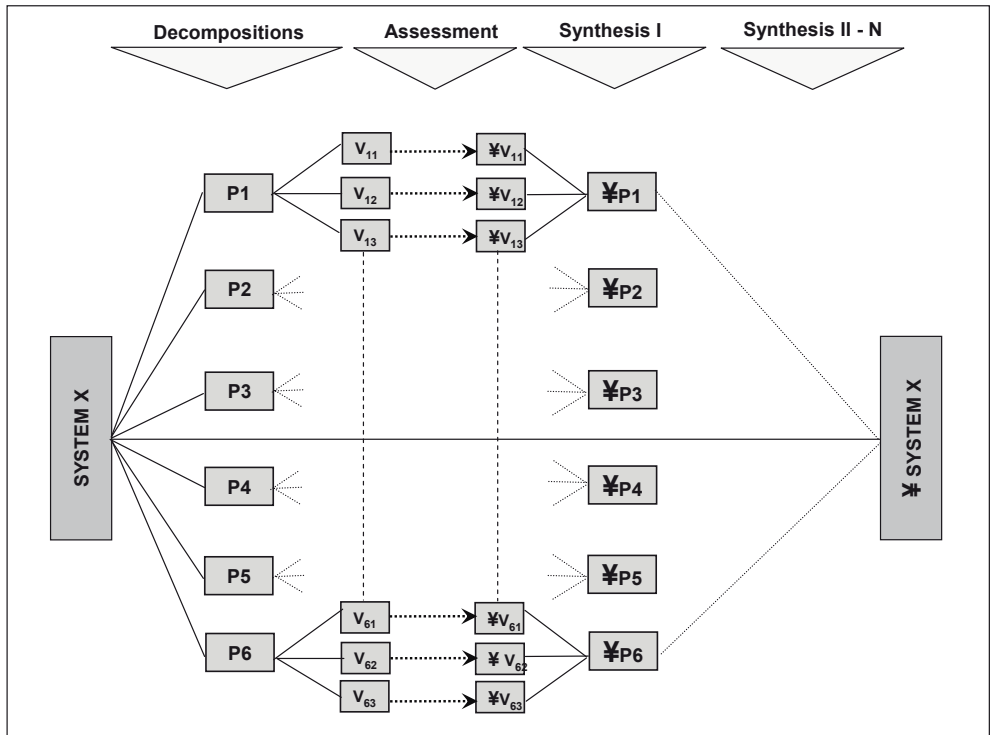 Decompositions
Assessment
Synthesis I
Synthesis II - N
SYSTEM X
P1
P2
P3
P4
P5
P6
V11
V12
V13
V61
V62
V63
¥V11
¥V12
¥V13
¥V61
¥ V62
¥V63
¥P1
¥P2
¥P3
¥P4
¥P5
¥P6
¥ SYSTEM X